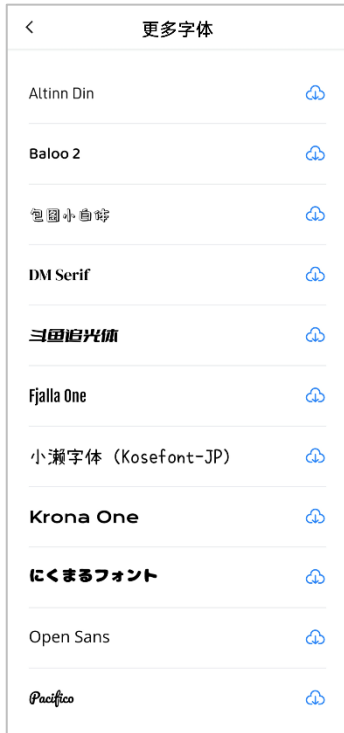 更多字体
Altinn Din
Baloo 2
包图小白体
DM Serif
斗鱼追光体
Fjalla One
小濑字体 (Kosefont-JP)
Krona One
にくまるフォント
Open Sans
Pacifico